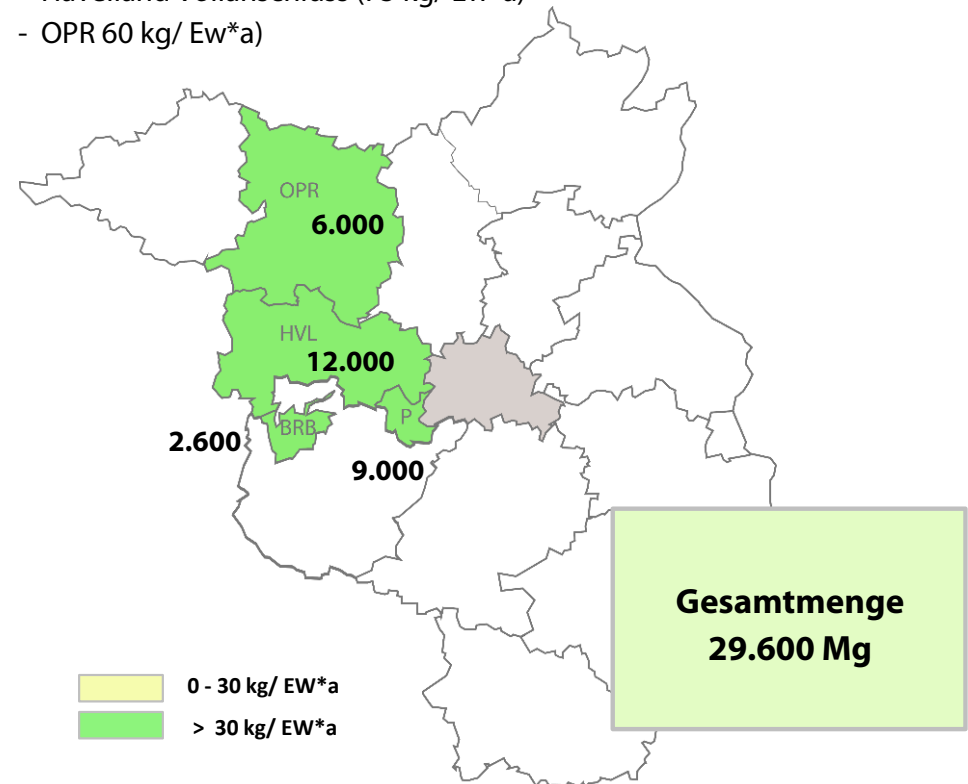 - OPR 60 kg/ Ew*a)
OPR
6.000
HVL
12.000
P
BRB
2.600
9.000
Gesamtmenge
29.600 Mg
0 - 30 kg/ EW*a
> 30 kg/ EW*a